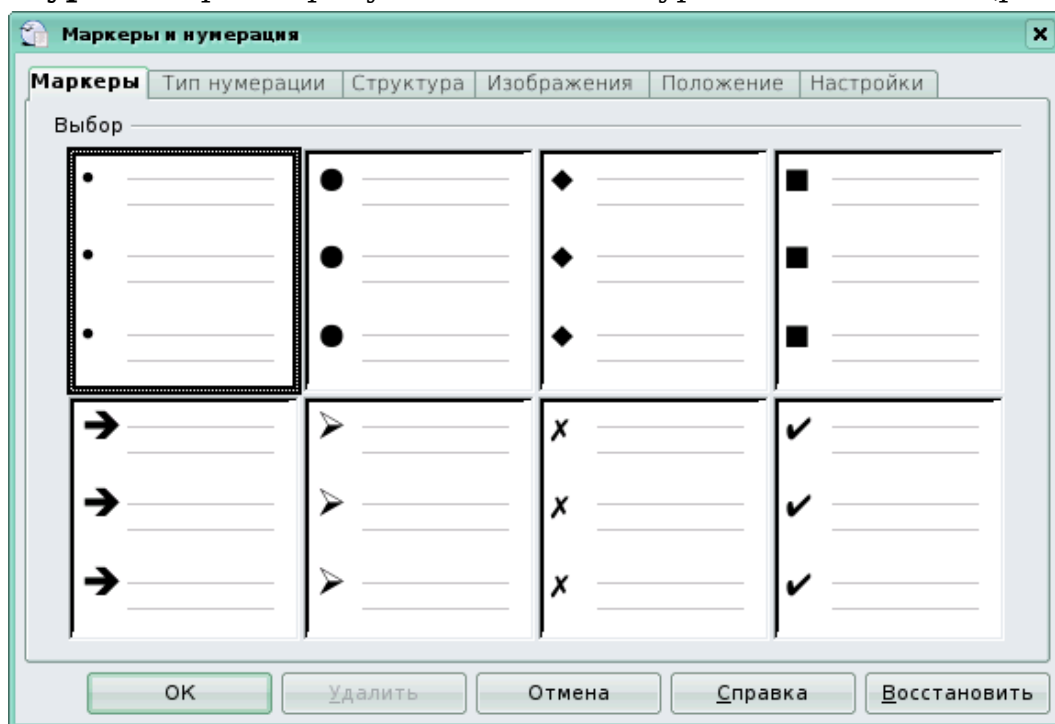 Маркеры и нумерация
Маркеры Тип нумерации Структура Изображения Положение Настройки
Выбор
OK Удалить Отмена Справка Восстановить